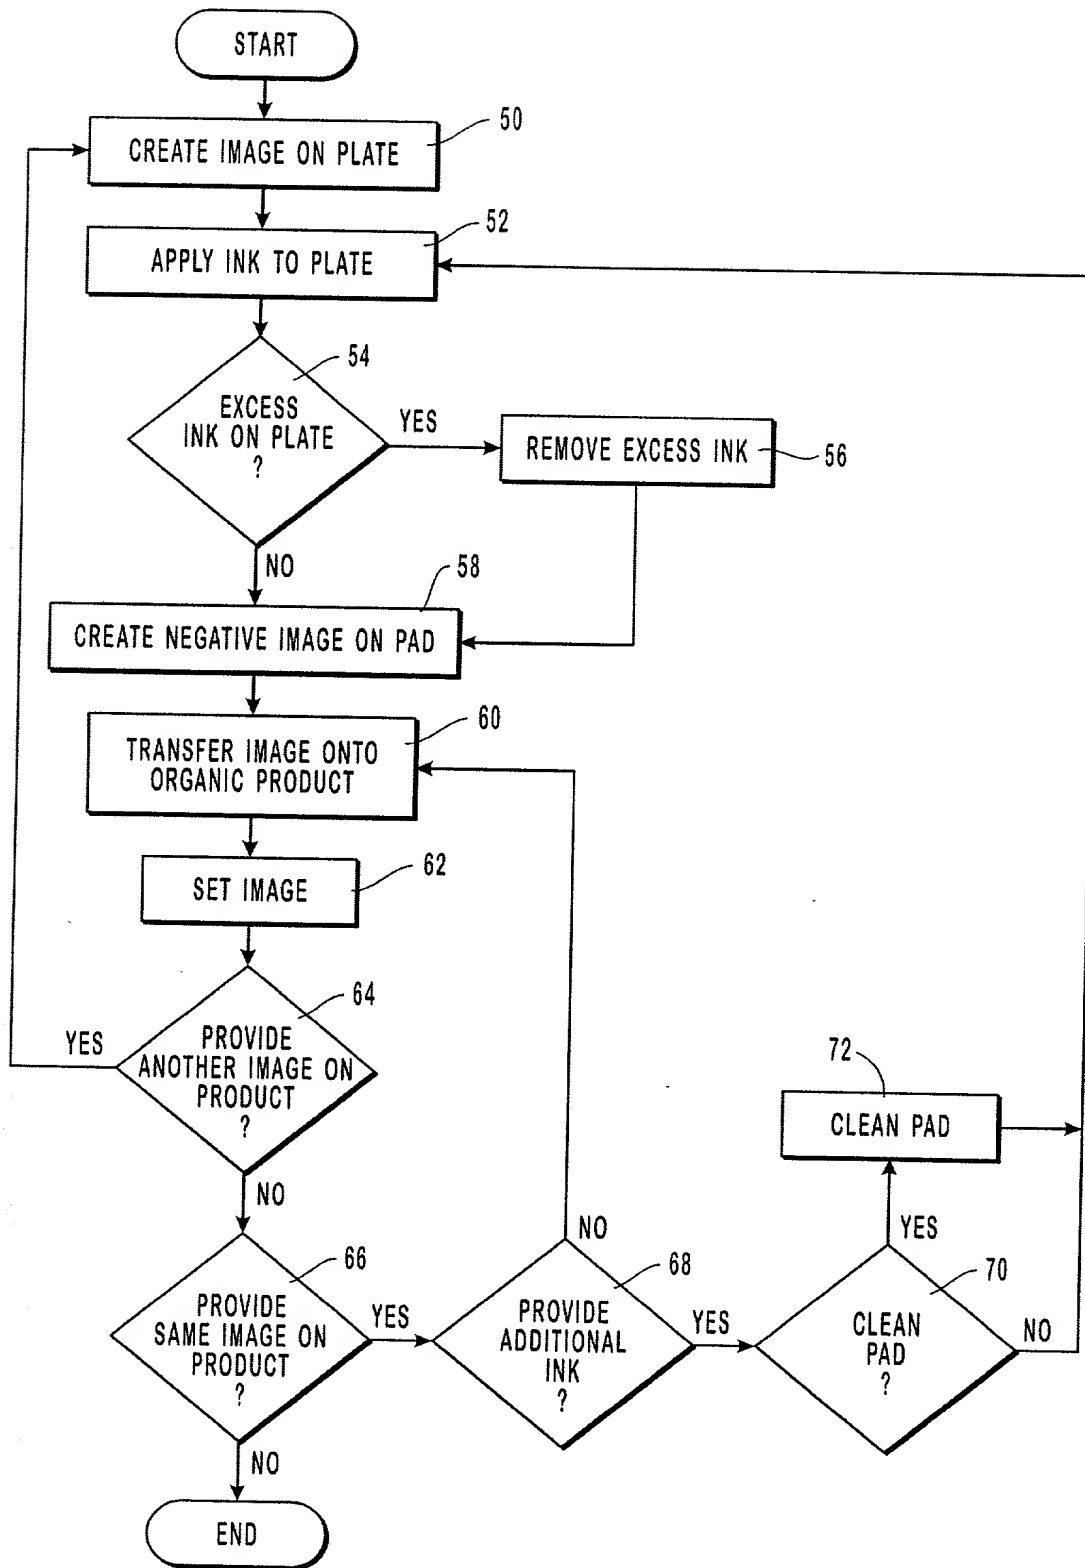 START
50
CREATE IMAGE ON PLATE
52
APPLY INK TO PLATE
54
EXCESS
INK ON PLATE
?
YES
REMOVE EXCESS INK
56
NO
58
CREATE NEGATIVE IMAGE ON PAD
60
TRANSFER IMAGE ONTO
ORGANIC PRODUCT
62
SET IMAGE
64
YES
PROVIDE
ANOTHER IMAGE ON
PRODUCT
?
72
CLEAN PAD
NO
66
PROVIDE
SAME IMAGE ON
PRODUCT
?
YES
NO
68
PROVIDE
ADDITIONAL
INK
?
YES
YES
70
CLEAN
PAD
?
NO
NO
END